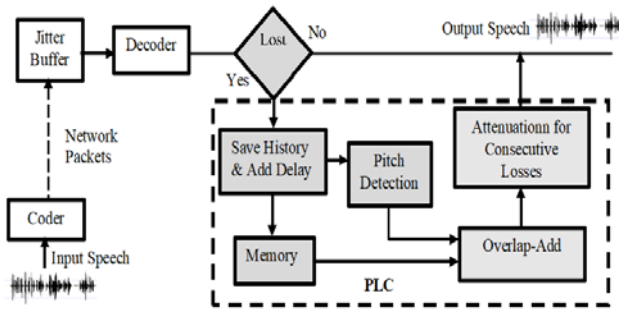 Output Speech
Jitter
Buffer
Decoder
Lost
No
Yes
Network
Packets
Save History
& Add Delay
Pitch
Detection
Attenuationn for
Consecutive
Losses
Coder
Input Speech
Memory
Overlap-Add
PLC